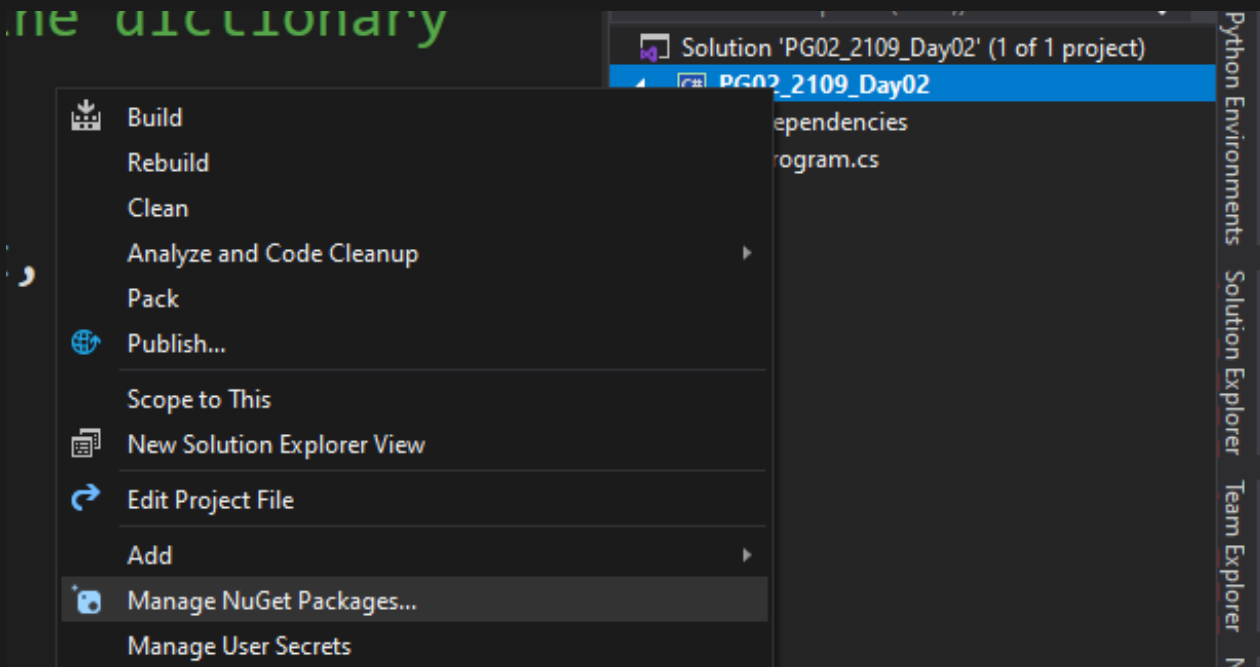 dictionary
Solution 'PG02_2109_Day02' (1 of 1 project)
C# PG02_2109_Day02
ependencies
rogram.cs
Build
Rebuild
Clean
Analyze and Code Cleanup
Pack
Publish...
Scope to This
New Solution Explorer View
Edit Project File
Add
Manage NuGet Packages...
Manage User Secrets
Python Environments
Solution Explorer
Team Explorer